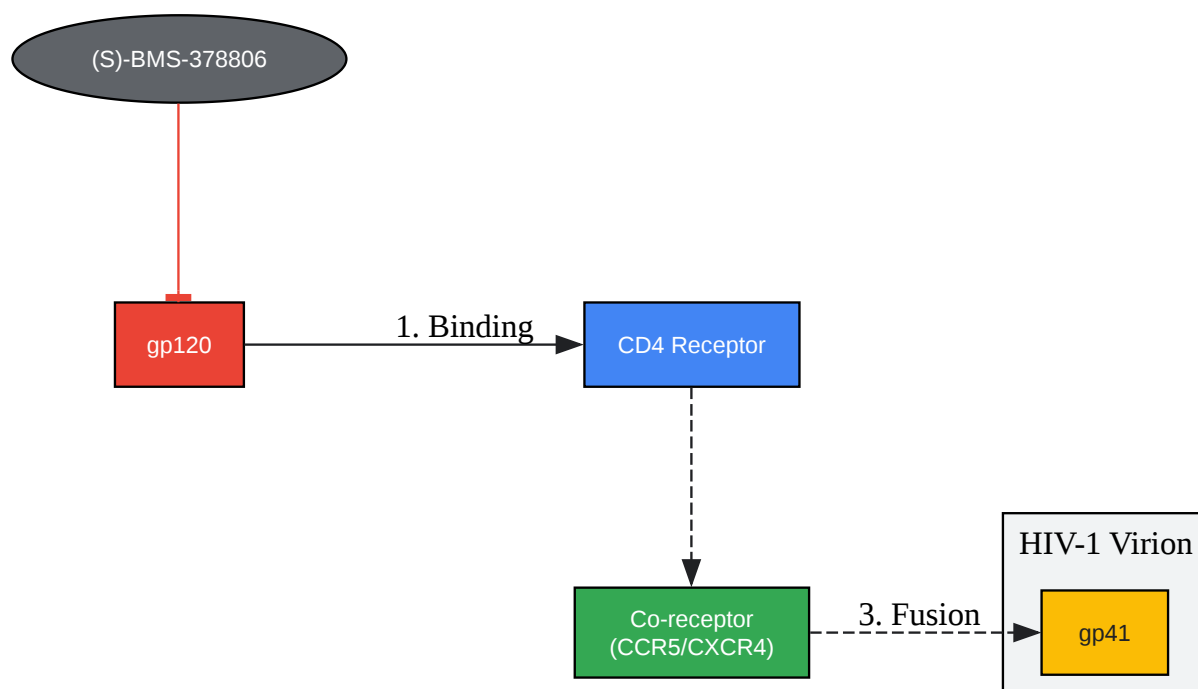 (S)-BMS-378806
gp120
1. Binding
CD4 Receptor
HIV-1 Virion
Co-receptor
(CCR5/CXCR4)
3. Fusion
gp41